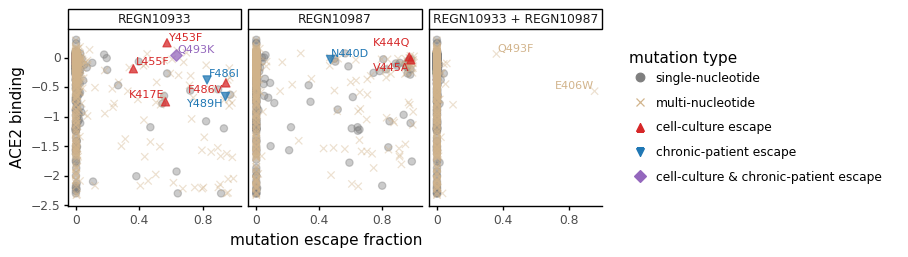 REGN10933 REGN10987 REGN10933 + REGN10987
ACE2 binding
0
−0.5
−1
−1.5
−2
−2.5
Y453F
Q493K
L455F
F486I
K417E
F486V
Y489H
K444Q
N440D
V445A
Q493F
E406W
0 0.4 0.8 0 0.4 0.8 0 0.4 0.8
mutation escape fraction
mutation type
single-nucleotide
multi-nucleotide
cell-culture escape
chronic-patient escape
cell-culture & chronic-patient escape